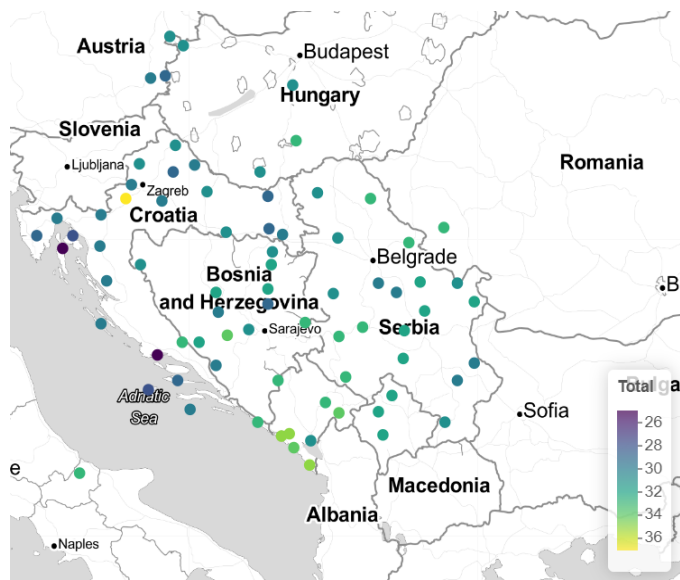 Austria
Budapest
Hungary
Slovenia
Ljubljana
Romania
Zagreb
Croatia
Belgrade
B
Bosnia
and Herzegovina
Sarajevo
Serbia
Adriatic
Sea
Sofia
Total
26
28
30
32
34
36
e
Macedonia
Albania
Naples